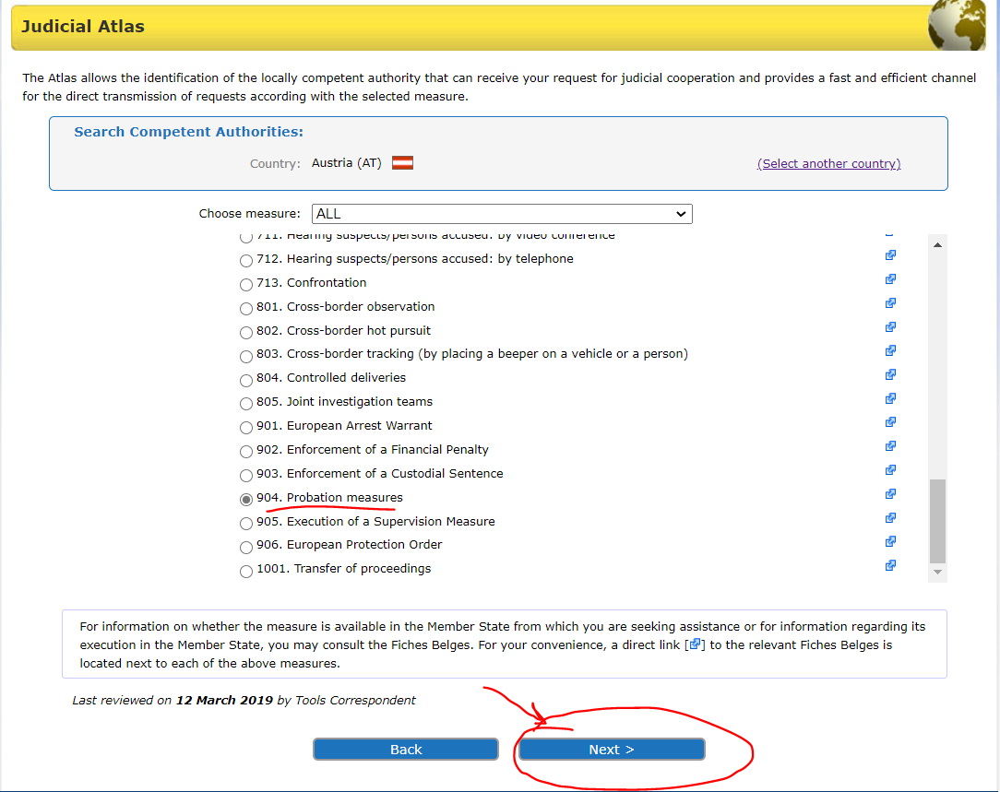 Judicial Atlas
The Atlas allows the identification of the locally competent authority that can receive your request for judicial cooperation and provides a fast and efficient channel
for the direct transmission of requests according with the selected measure.
Search Competent Authorities:
Country: Austria (AT) (Select another country)
Choose measure: ALL
711. Hearing suspects/persons accused: by video conference
712. Hearing suspects/persons accused: by telephone
713. Confrontation
801. Cross-border observation
802. Cross-border hot pursuit
803. Cross-border tracking (by placing a beeper on a vehicle or a person)
804. Controlled deliveries
805. Joint investigation teams
901. European Arrest Warrant
902. Enforcement of a Financial Penalty
903. Enforcement of a Custodial Sentence
904. Probation measures
905. Execution of a Supervision Measure
906. European Protection Order
1001. Transfer of proceedings
For information on whether the measure is available in the Member State from which you are seeking assistance or for information regarding its
execution in the Member State, you may consult the Fiches Belges. For your convenience, a direct link [] to the relevant Fiches Belges is
located next to each of the above measures.
Last reviewed on 12 March 2019 by Tools Correspondent
Back Next >